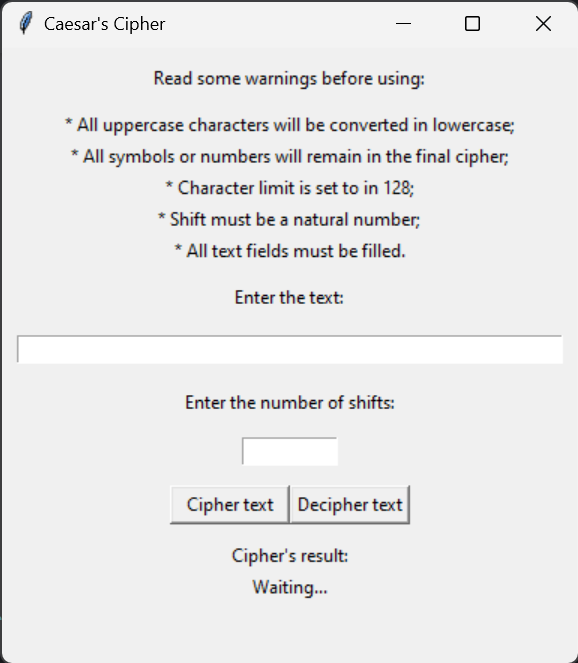 Caesar's Cipher
Read some warnings before using:
* All uppercase characters will be converted in lowercase;
* All symbols or numbers will remain in the final cipher;
* Character limit is set to in 128;
* Shift must be a natural number;
* All text fields must be filled.
Enter the text:
Enter the number of shifts:
Cipher text Decipher text
Cipher's result:
Waiting...